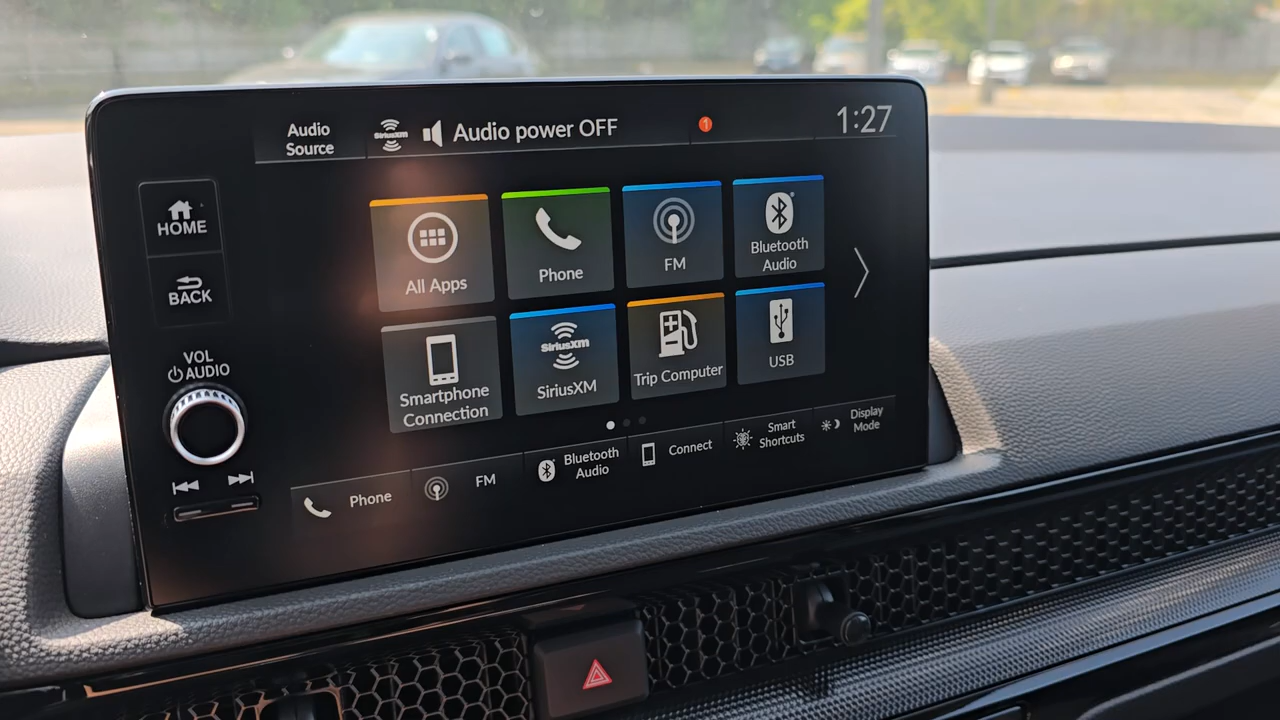 Audio
Source
SiriusXM
Audio power OFF
1
1:27
HOME
BACK
VOL
AUDIO
All Apps
Phone
FM
Bluetooth
Audio
Smartphone
Connection
SiriusXM
SiriusXM
Trip Computer
USB
Phone
FM
Bluetooth
Audio
Connect
Smart
Shortcuts
Display
Mode